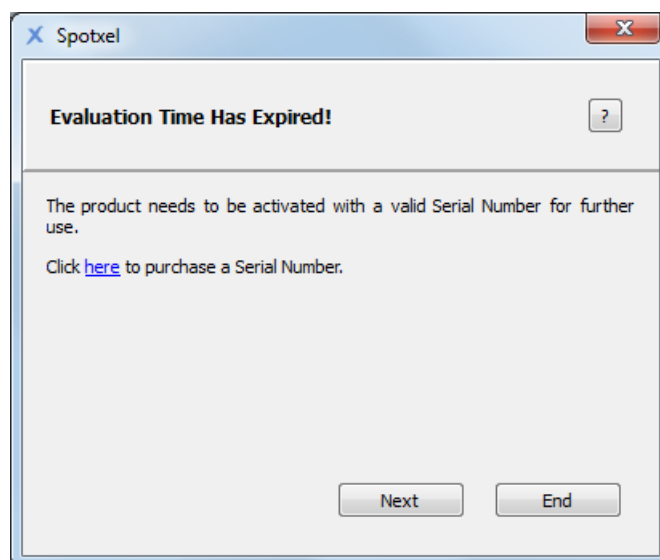 Spotxel
Evaluation Time Has Expired!
?
The product needs to be activated with a valid Serial Number for further
use.
Click here to purchase a Serial Number.
Next
End